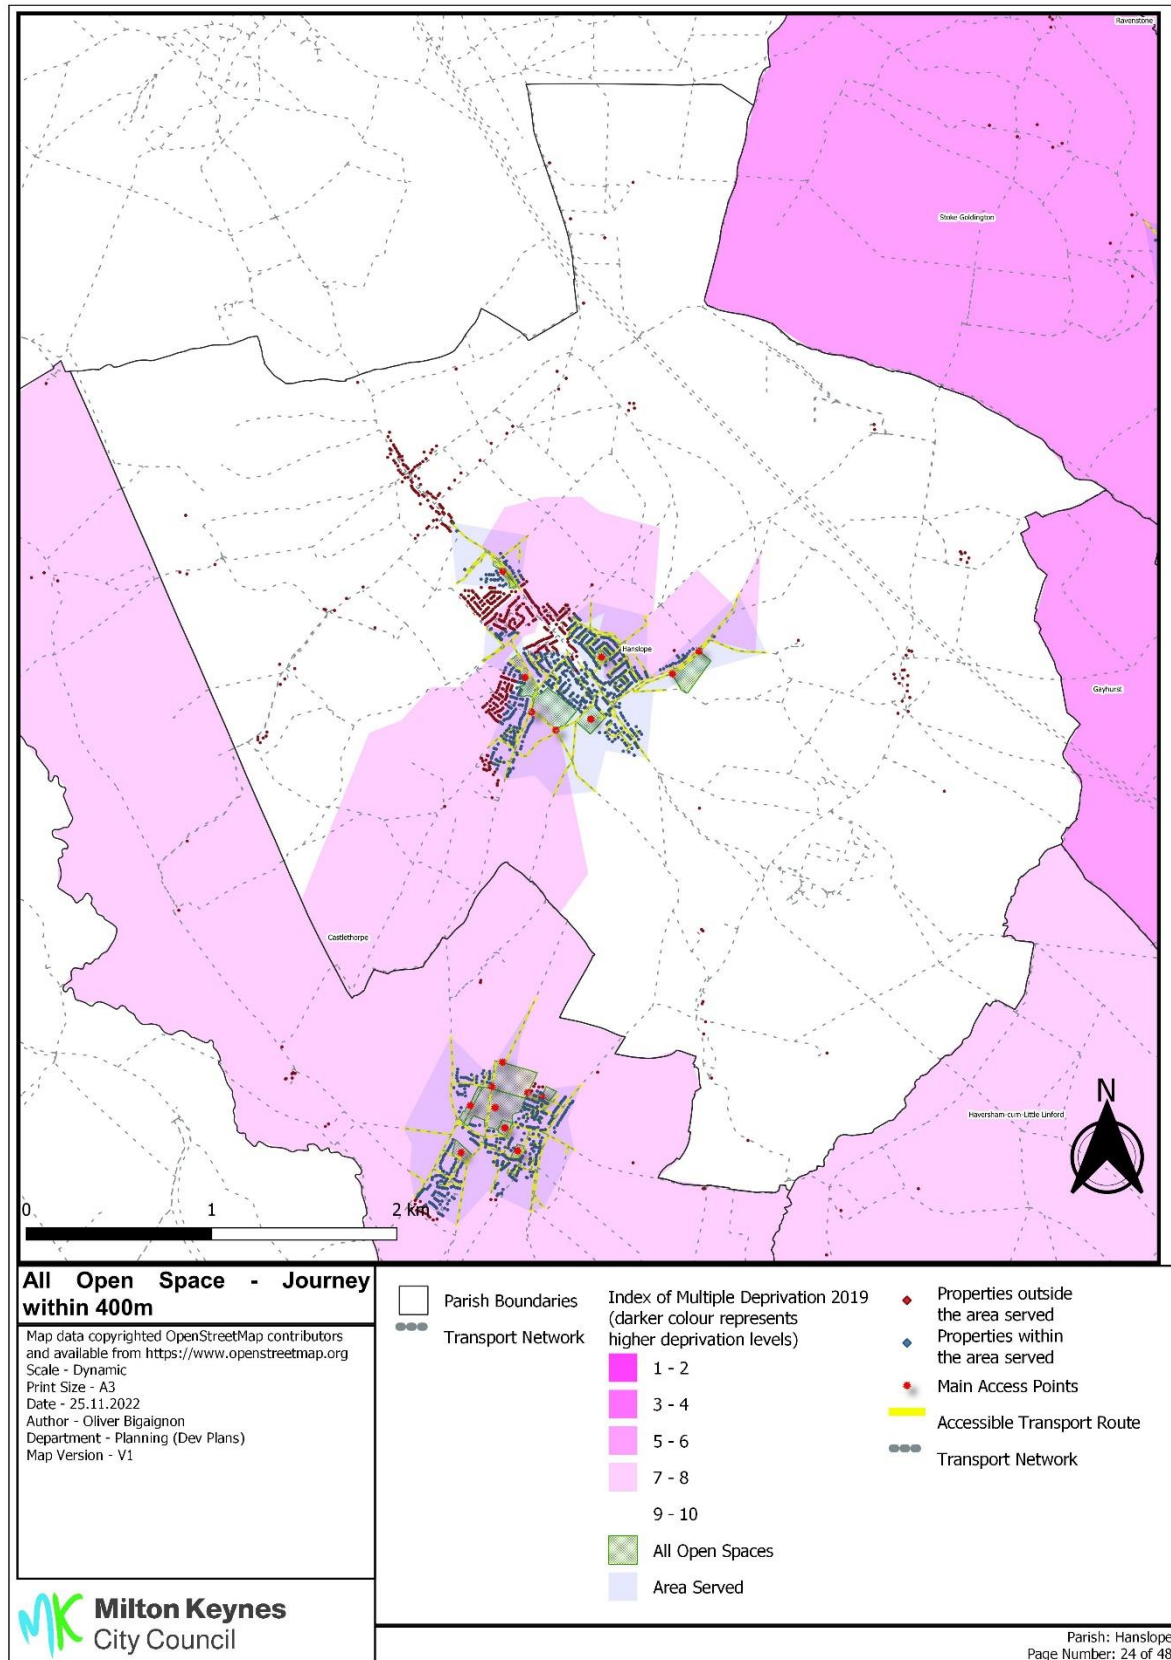 Ravenstone
Stoke Goldington
Hanslope
Gayhurst
Castlethorpe
Haversham-cum-Little Linford
N
0 1 2 km
All Open Space - Journey
within 400m
Map data copyrighted OpenStreetMap contributors
and available from https://www.openstreetmap.org
Scale - Dynamic
Print Size - A3
Date - 25.11.2022
Author - Oliver Bigaignon
Department - Planning (Dev Plans)
Map Version - V1
MK Milton Keynes
City Council
Parish Boundaries
Transport Network
Index of Multiple Deprivation 2019
(darker colour represents
higher deprivation levels)
1 - 2
3 - 4
5 - 6
7 - 8
9 - 10
All Open Spaces
Area Served
Properties outside
the area served
Properties within
the area served
Main Access Points
Accessible Transport Route
Transport Network
Parish: Hanslope
Page Number: 24 of 48